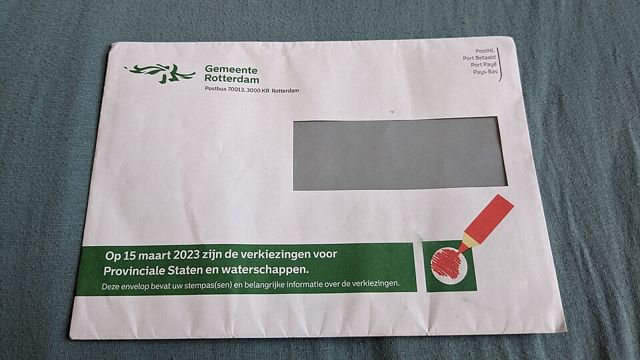 Gemeente
Rotterdam
Postbus 70013, 3000 KR Rotterdam
PostNL
Port Betaald
Port Payé
Pays-Bas
Op 15 maart 2023 zijn de verkiezingen voor
Provinciale Staten en waterschappen.
Deze envelop bevat uw stempas(sen) en belangrijke informatie over de verkiezingen.